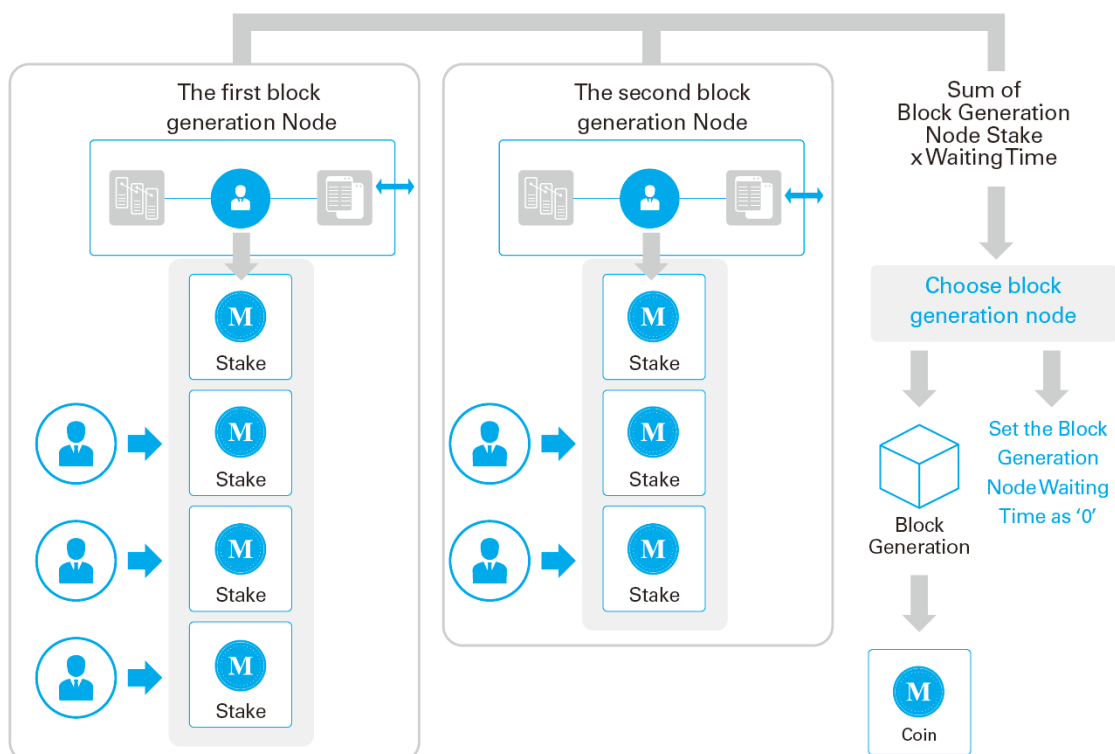 The first block
generation Node
M
Stake
M
Stake
M
Stake
M
Stake
The second block
generation Node
M
Stake
M
Stake
M
Stake
Sum of
Block Generation
Node Stake
x Waiting Time
Choose block
generation node
Block
Generation
Set the Block
Generation
Node Waiting
Time as ‘0’
M
Coin